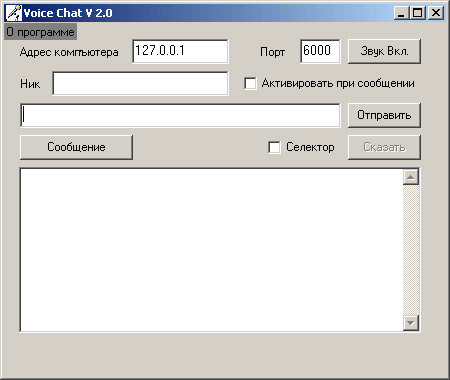 Voice Chat V 2.0
О программе
Адрес компьютера 127.0.0.1 Порт 6000 Звук Вкл.
Ник Активировать при сообщении
Отправить
Сообщение Селектор Сказать